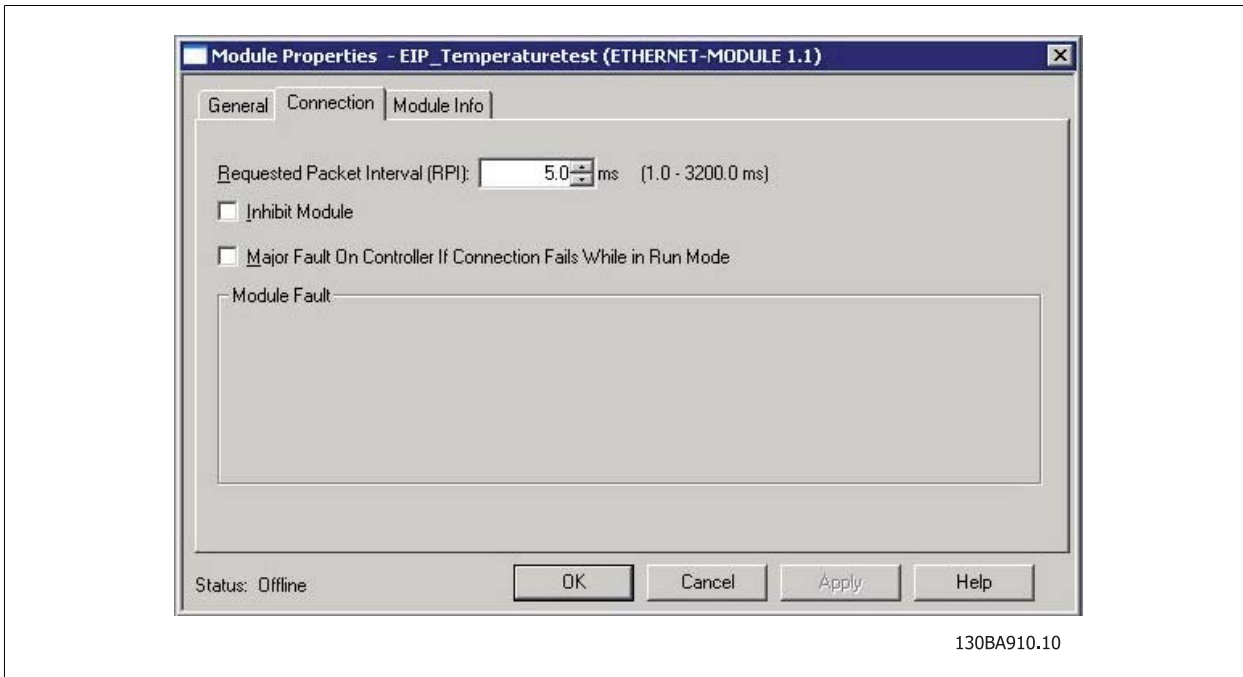 Module Properties - EIP_Temperaturetest (ETHERNET-MODULE 1.1)
General Connection Module Info
Requested Packet Interval (RPI): 5.0 ms (1.0 - 3200.0 ms)
Inhibit Module
Major Fault On Controller If Connection Fails While in Run Mode
Module Fault
Status: Offline OK Cancel Apply Help
130BA910.10